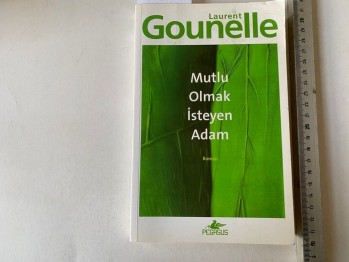 Laurent
Gounelle
Mutlu
Olmak
İsteyen
Adam
Roman
PEGASUS